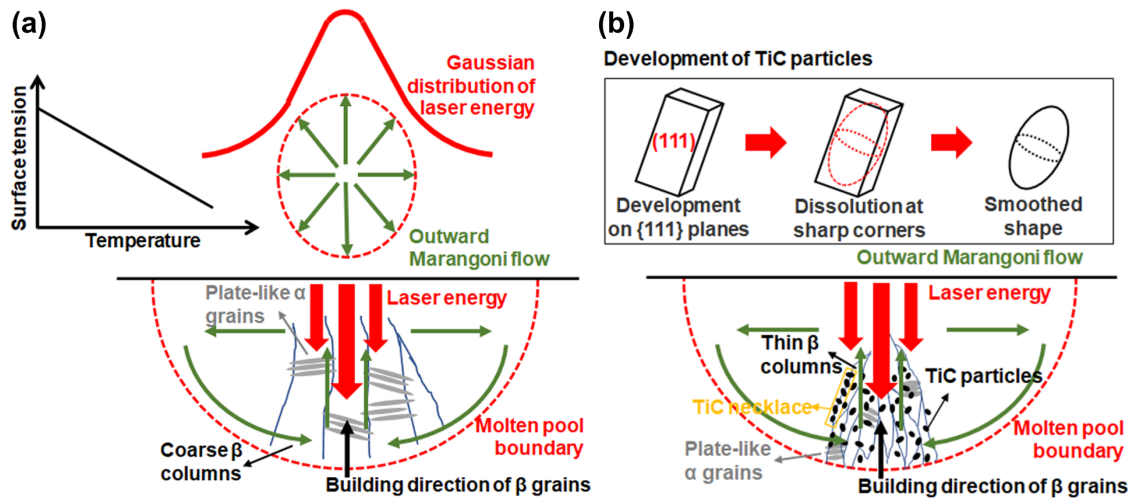 (a)
Surface tension
Temperature
Gaussian
distribution of
laser energy
Outward
Marangoni flow
Plate-like α
grains
Laser energy
Coarse β
columns
Molten pool
boundary
Building direction of β grains
(b)
Development of TiC particles
(111)
Development
on {111} planes
Dissolution at
sharp corners
Smoothed
shape
Outward Marangoni flow
Laser energy
Thin β
columns
TiC particles
TiC necklace
Plate-like
α grains
Molten pool
boundary
Building direction of β grains